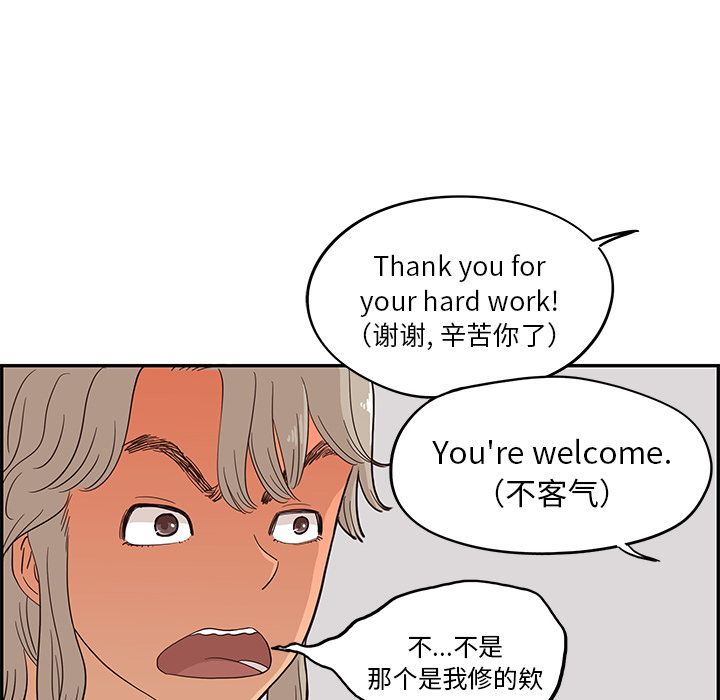 Thank you for
your hard work!
（谢谢, 辛苦你了）
You're welcome.
（不客气）
不...不是
那个是我修的欸